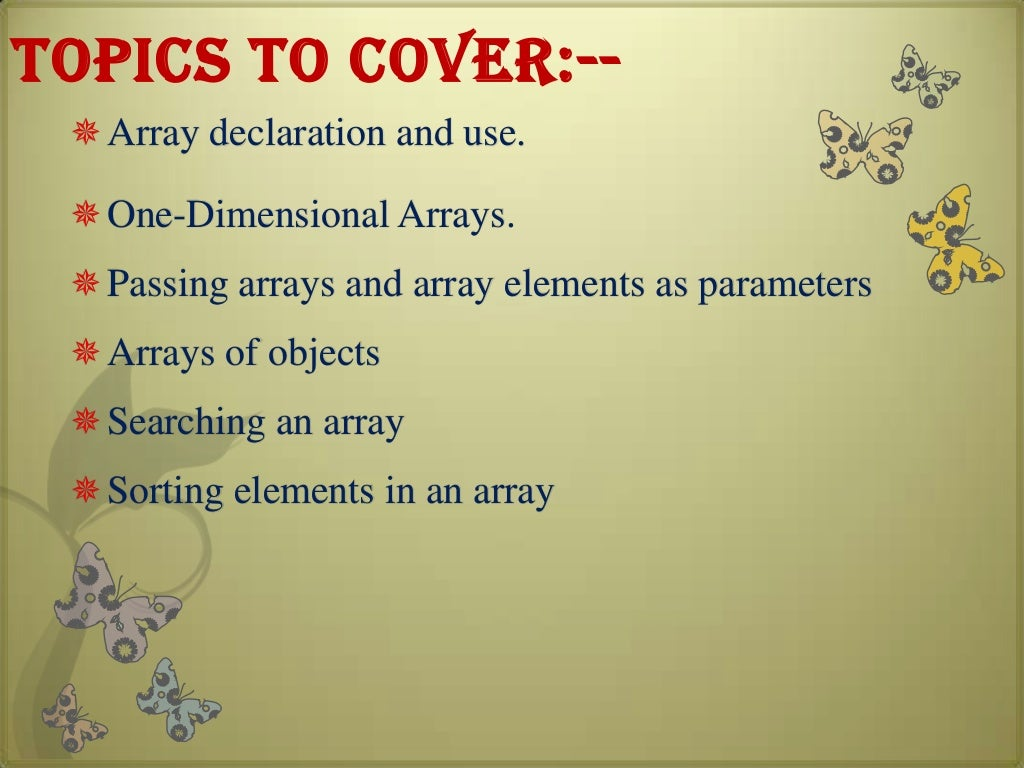 TOPICS TO COVER:--
Array declaration and use.
One-Dimensional Arrays.
Passing arrays and array elements as parameters
Arrays of objects
Searching an array
Sorting elements in an array